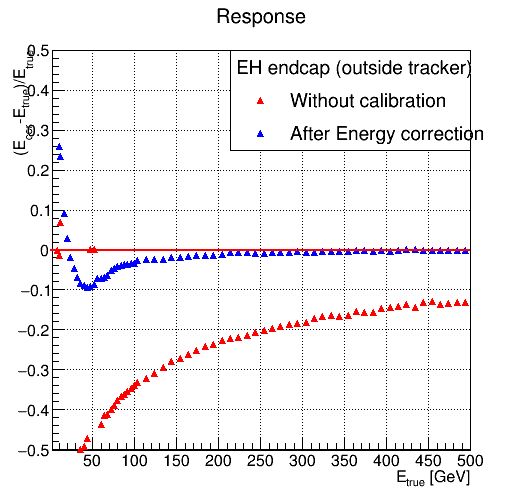 Response
(E_cor-E_true)/E_true
EH endcap (outside tracker)
Without calibration
After Energy correction
0.5
0.4
0.3
0.2
0.1
0
−0.1
−0.2
−0.3
−0.4
−0.5
50 100 150 200 250 300 350 400 450 500
E_true [GeV]